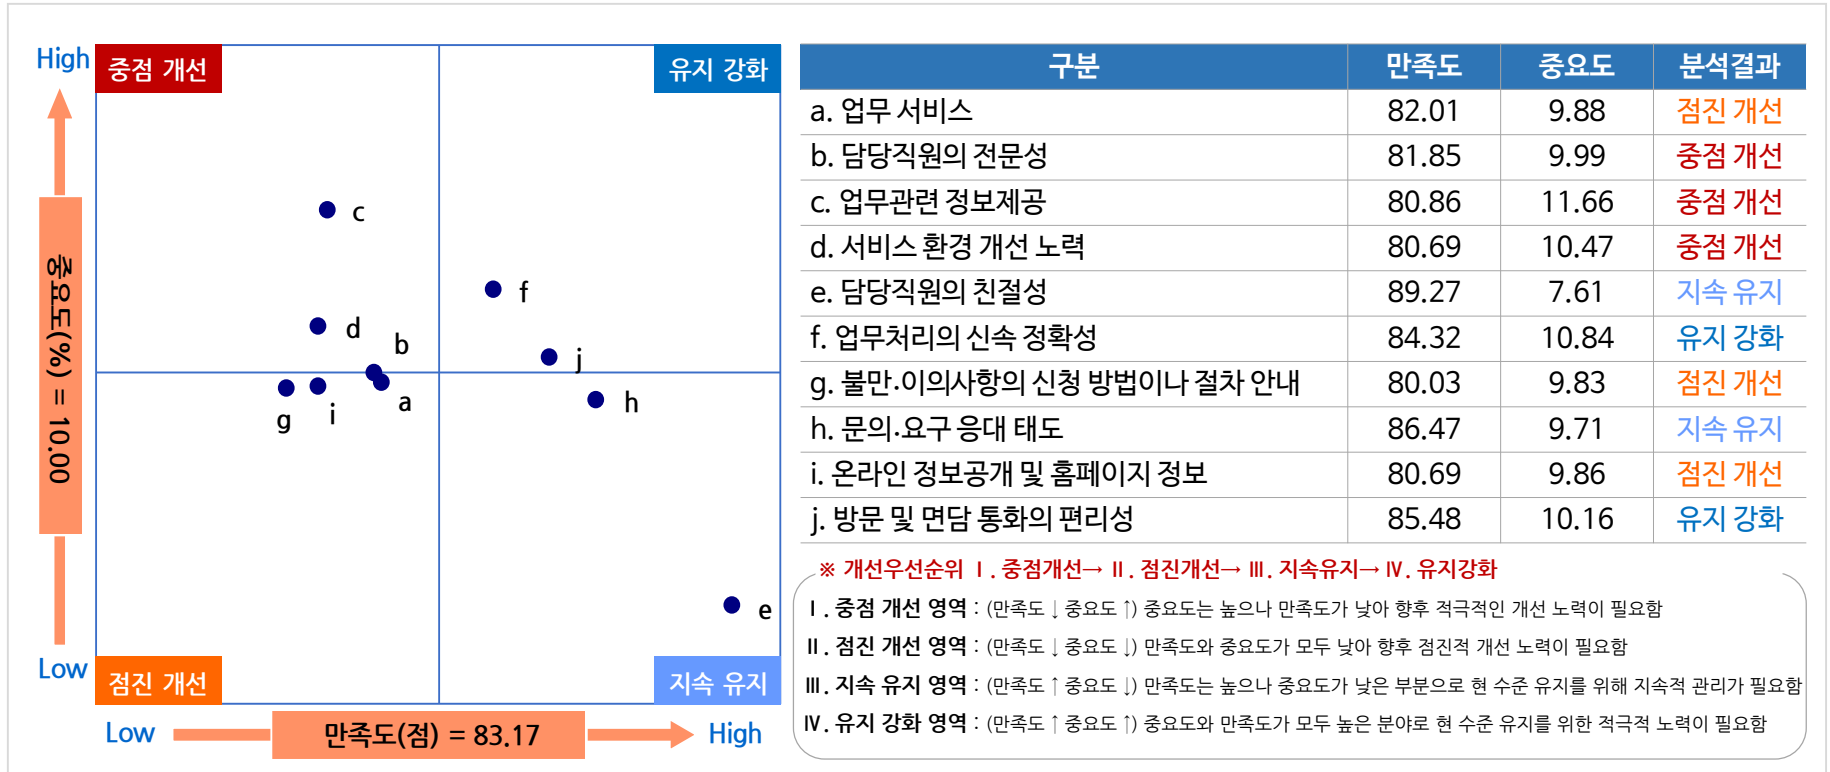 High
중점 개선
유지 강화
c
f
d
b
j
g
i
a
h
e
중요도(%) = 10.00
Low
점진 개선
지속 유지
Low
만족도(점) = 83.17
High
구분 만족도 중요도 분석결과
a. 업무 서비스 82.01 9.88 점진 개선
b. 담당직원의 전문성 81.85 9.99 중점 개선
c. 업무관련 정보제공 80.86 11.66 중점 개선
d. 서비스 환경 개선 노력 80.69 10.47 중점 개선
e. 담당직원의 친절성 89.27 7.61 지속 유지
f. 업무처리의 신속 정확성 84.32 10.84 유지 강화
g. 불만·이의사항의 신청 방법이나 절차 안내 80.03 9.83 점진 개선
h. 문의·요구 응대 태도 86.47 9.71 지속 유지
i. 온라인 정보공개 및 홈페이지 정보 80.69 9.86 점진 개선
j. 방문 및 면담 통화의 편리성 85.48 10.16 유지 강화
※ 개선우선순위 Ⅰ. 중점개선→ Ⅱ. 점진개선→ Ⅲ. 지속유지→ Ⅳ. 유지강화
Ⅰ. 중점 개선 영역 : (만족도↓ 중요도↑) 중요도는 높으나 만족도가 낮아 향후 적극적인 개선 노력이 필요함
Ⅱ. 점진 개선 영역 : (만족도↓ 중요도↓) 만족도와 중요도가 모두 낮아 향후 점진적 개선 노력이 필요함
Ⅲ. 지속 유지 영역 : (만족도↑ 중요도↓) 만족도는 높으나 중요도가 낮은 부분으로 현 수준 유지를 위해 지속적 관리가 필요함
Ⅳ. 유지 강화 영역 : (만족도↑ 중요도↑) 중요도와 만족도가 모두 높은 분야로 현 수준 유지를 위한 적극적 노력이 필요함